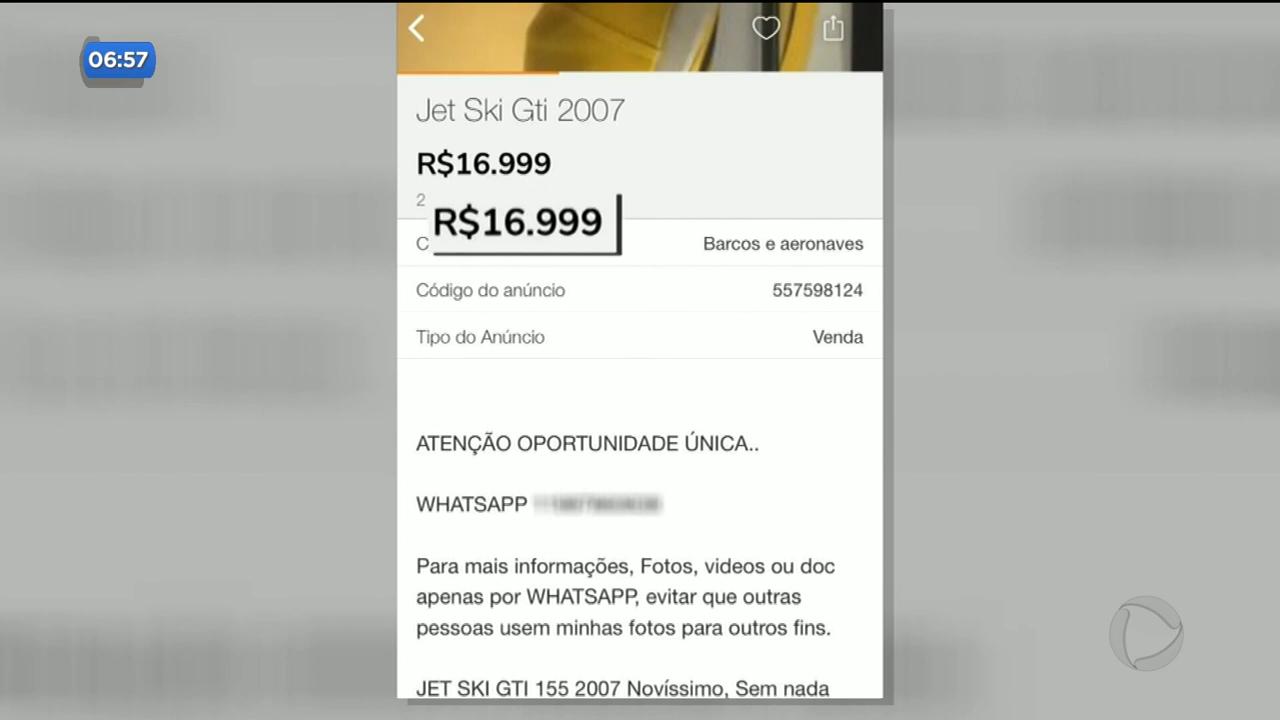 06:57
Jet Ski Gti 2007
R$16.999
2
R$16.999
C
Barcos e aeronaves
Código do anúncio
557598124
Tipo do Anúncio
Venda
ATENÇÃO OPORTUNIDADE ÚNICA..
WHATSAPP
Para mais informações, Fotos, videos ou doc
apenas por WHATSAPP, evitar que outras
pessoas usem minhas fotos para outros fins.
JET SKI GTI 155 2007 Novíssimo, Sem nada